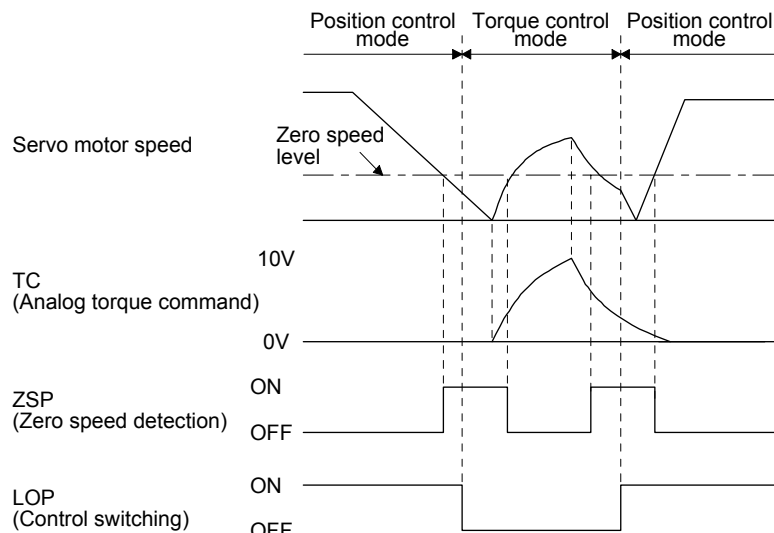 Position control mode
Torque control mode
Position control mode
Servo motor speed
Zero speed level
10V
TC
(Analog torque command)
0V
ON
ZSP
(Zero speed detection)
OFF
ON
LOP
(Control switching)
OFF